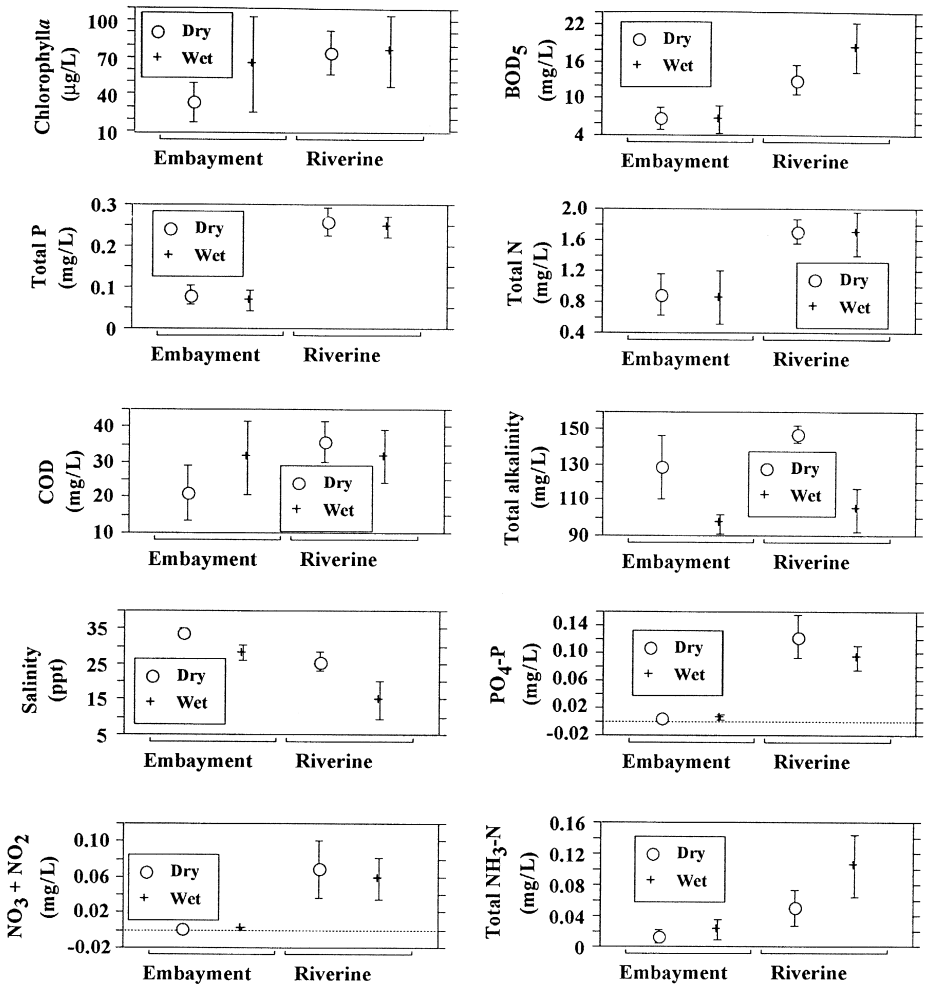 Chlorophylla
(µg/L)
100
70
40
10
Dry
Wet
Embayment Riverine
BOD5
(mg/L)
22
16
10
4
Dry
Wet
Embayment Riverine
Total P
(mg/L)
0.3
0.2
0.1
0
Dry
Wet
Embayment Riverine
Total N
(mg/L)
2.0
1.6
1.2
0.8
0.4
Dry
Wet
Embayment Riverine
COD
(mg/L)
40
30
20
10
Dry
Wet
Embayment Riverine
Total alkalinity
(mg/L)
150
130
110
90
Dry
Wet
Embayment Riverine
Salinity
(ppt)
35
25
15
5
Dry
Wet
Embayment Riverine
PO4-P
(mg/L)
0.14
0.10
0.06
0.02
-0.02
Dry
Wet
Embayment Riverine
NO3 + NO2
(mg/L)
0.10
0.06
0.02
-0.02
Dry
Wet
Embayment Riverine
Total NH3-N
(mg/L)
0.16
0.12
0.08
0.04
0
Dry
Wet
Embayment Riverine